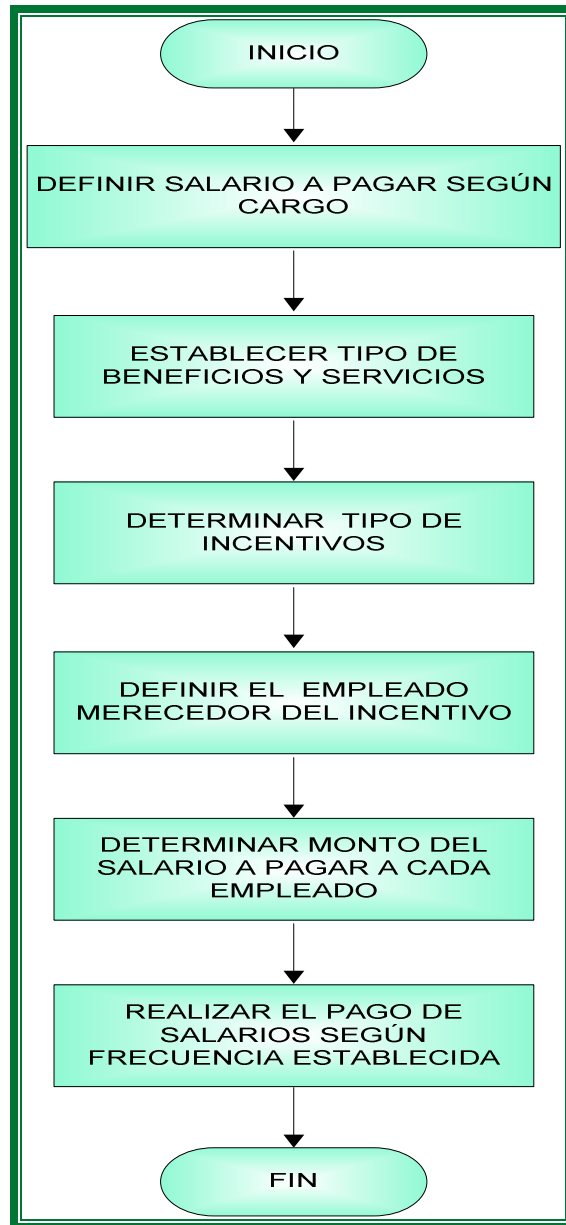 INICIO
DEFINIR SALARIO A PAGAR SEGÚN
CARGO
ESTABLECER TIPO DE
BENEFICIOS Y SERVICIOS
DETERMINAR TIPO DE
INCENTIVOS
DEFINIR EL EMPLEADO
MERECEDOR DEL INCENTIVO
DETERMINAR MONTO DEL
SALARIO A PAGAR A CADA
EMPLEADO
REALIZAR EL PAGO DE
SALARIOS SEGÚN
FRECUENCIA ESTABLECIDA
FIN